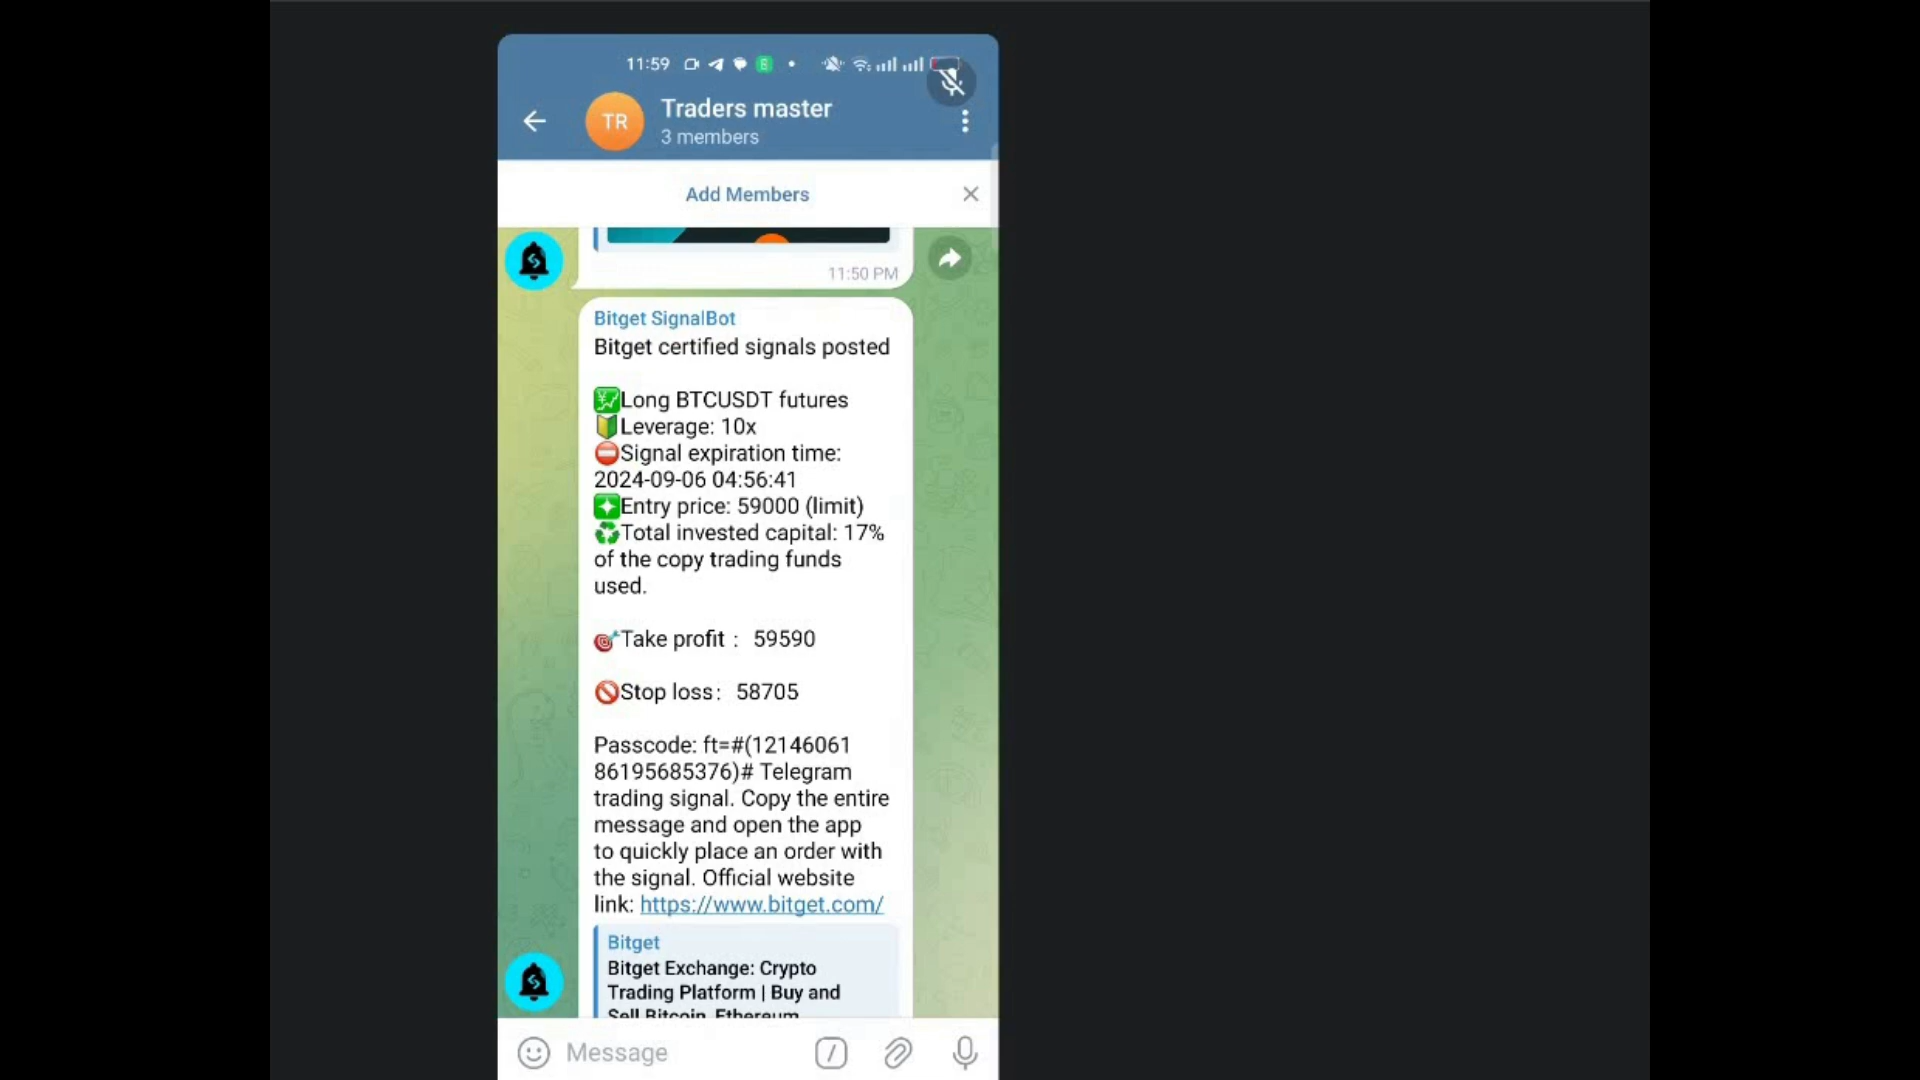 11:59
TR
Traders master
3 members
Add Members
11:50 PM
Bitget SignalBot
Bitget certified signals posted
Long BTCUSDT futures
Leverage: 10x
Signal expiration time:
2024-09-06 04:56:41
Entry price: 59000 (limit)
Total invested capital: 17%
of the copy trading funds
used.
Take profit： 59590
Stop loss： 58705
Passcode: ft=#(12146061
86195685376)# Telegram
trading signal. Copy the entire
message and open the app
to quickly place an order with
the signal. Official website
link: https://www.bitget.com/
Bitget
Bitget Exchange: Crypto
Trading Platform | Buy and
Sell Bitcoin, Ethereum
Message